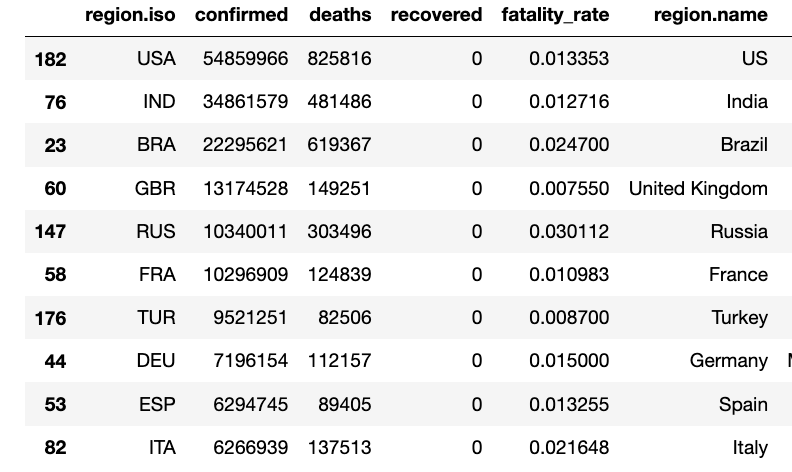 region.iso confirmed deaths recovered fatality_rate region.name
182 USA 54859966 825816 0 0.013353 US
76 IND 34861579 481486 0 0.012716 India
23 BRA 22295621 619367 0 0.024700 Brazil
60 GBR 13174528 149251 0 0.007550 United Kingdom
147 RUS 10340011 303496 0 0.030112 Russia
58 FRA 10296909 124839 0 0.010983 France
176 TUR 9521251 82506 0 0.008700 Turkey
44 DEU 7196154 112157 0 0.015000 Germany
53 ESP 6294745 89405 0 0.013255 Spain
82 ITA 6266939 137513 0 0.021648 Italy